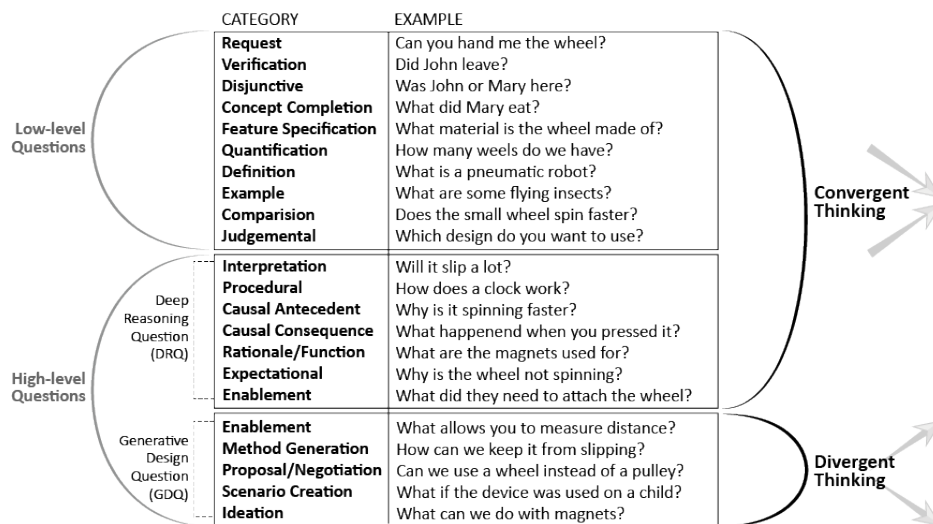 CATEGORY EXAMPLE
Request Can you hand me the wheel?
Verification Did John leave?
Disjunctive Was John or Mary here?
Concept Completion What did Mary eat?
Feature Specification What material is the wheel made of?
Quantification How many weels do we have?
Definition What is a pneumatic robot?
Example What are some flying insects?
Comparision Does the small wheel spin faster?
Judgemental Which design do you want to use?
Low-level
Questions
Interpretation Will it slip a lot?
Procedural How does a clock work?
Causal Antecedent Why is it spinning faster?
Causal Consequence What happenend when you pressed it?
Rationale/Function What are the magnets used for?
Expectational Why is the wheel not spinning?
Enablement What did they need to attach the wheel?
Deep
Reasoning
Question
(DRQ)
Convergent
Thinking
High-level
Questions
Enablement What allows you to measure distance?
Method Generation How can we keep it from slipping?
Proposal/Negotiation Can we use a wheel instead of a pulley?
Scenario Creation What if the device was used on a child?
Ideation What can we do with magnets?
Generative
Design
Question
(GDQ)
Divergent
Thinking